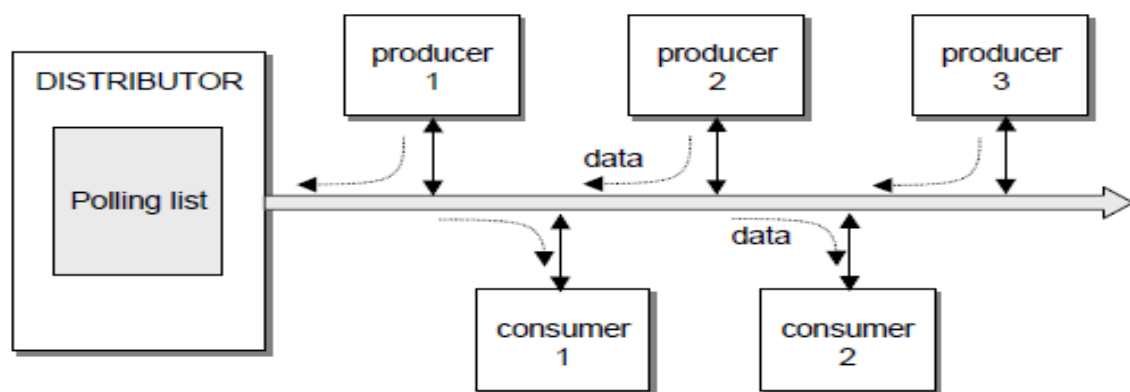 DISTRIBUTOR
Polling list
producer
1
producer
2
producer
3
data
data
consumer
1
consumer
2